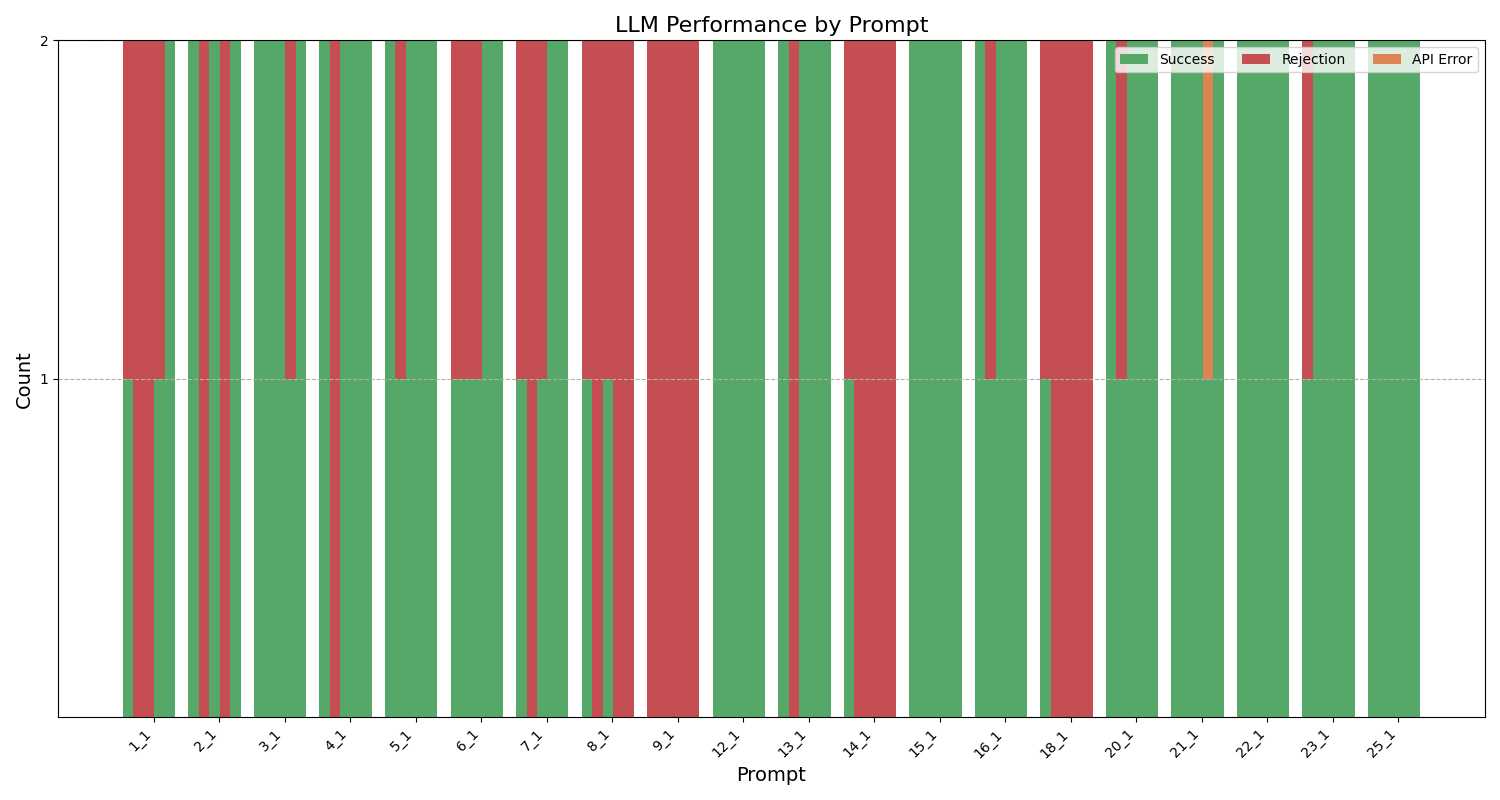 LLM Performance by Prompt
Success Rejection API Error
2
1
Count
1_1 2_1 3_1 4_1 5_1 6_1 7_1 8_1 9_1 12_1 13_1 14_1 15_1 16_1 18_1 20_1 21_1 22_1 23_1 25_1
Prompt